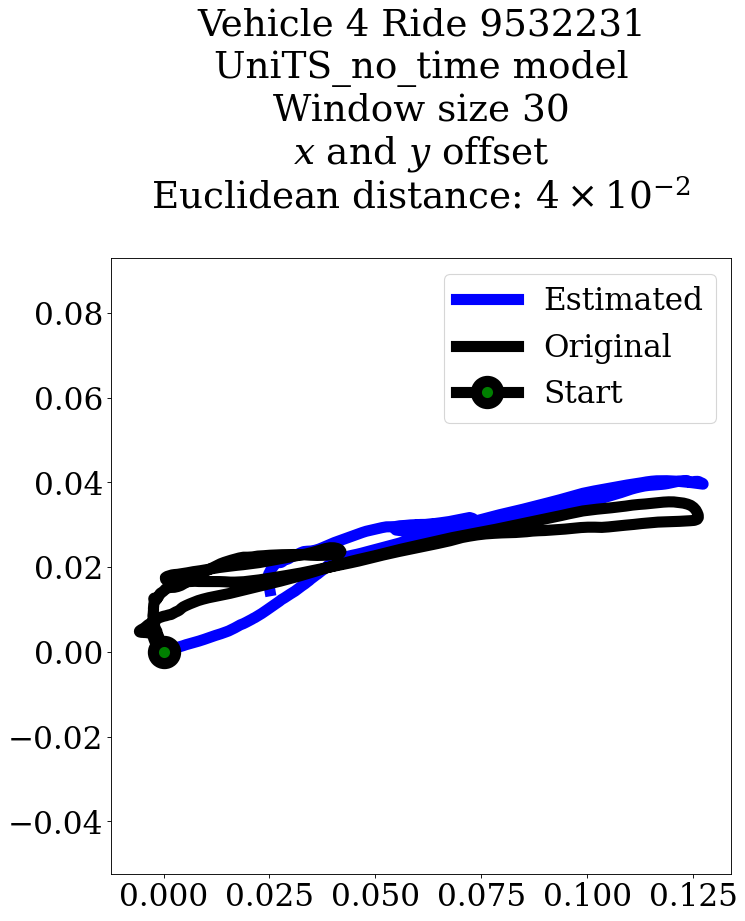 Vehicle 4 Ride 9532231
UniTS_no_time model
Window size 30
x and y offset
Euclidean distance: 4 × 10⁻²
Estimated
Original
Start
0.08
0.06
0.04
0.02
0.00
−0.02
−0.04
0.000 0.025 0.050 0.075 0.100 0.125